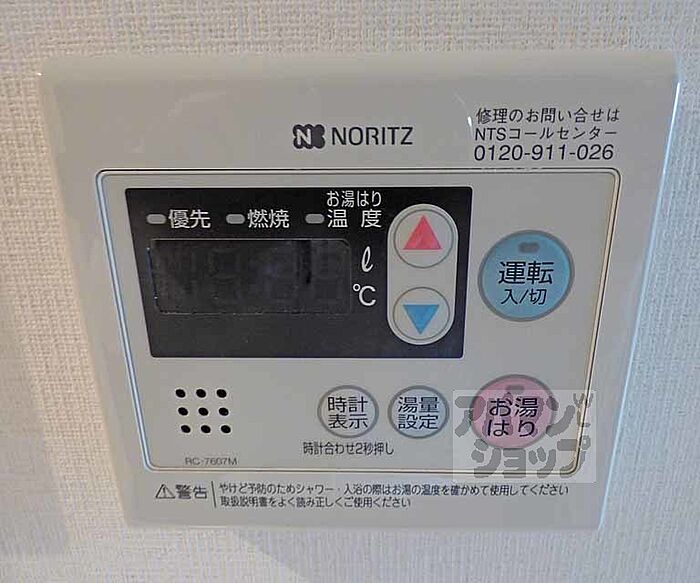 NORITZ
修理のお問い合せは
NTSコールセンター
0120-911-026
優先 燃焼 お湯はり温度
ℓ
℃
運転
入/切
時計
表示
湯量
設定
お湯
はり
時計合わせ2秒押し
RC-7607M
警告 やけど予防のためシャワー・入浴の際はお湯の温度を確かめて使用してください
取扱説明書をよく読み正しくご使用ください
アパマン
ショップ